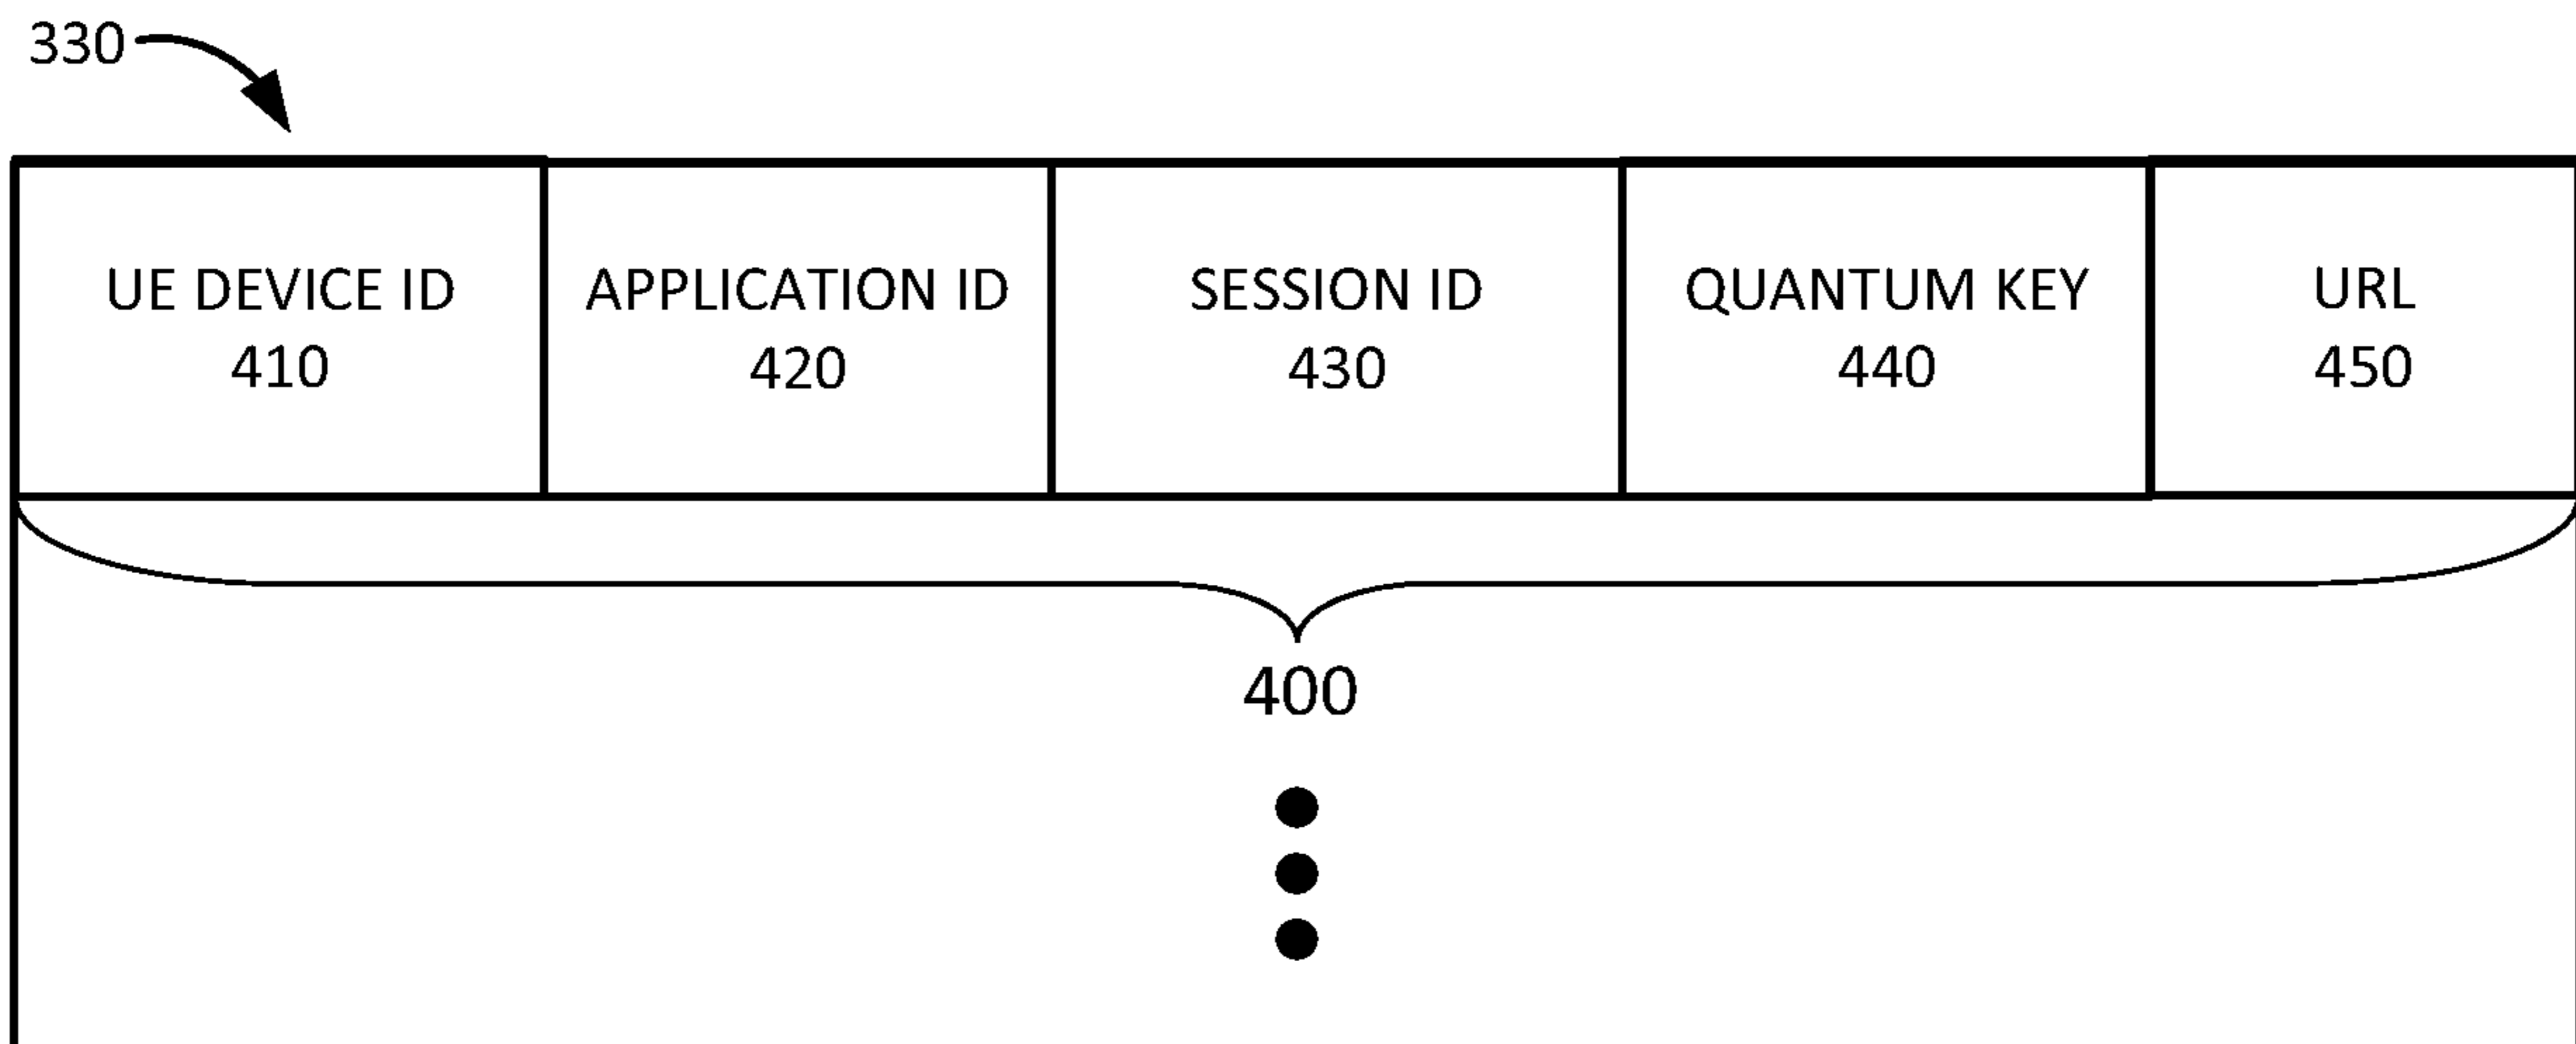 330
UE DEVICE ID
410
APPLICATION ID
420
SESSION ID
430
QUANTUM KEY
440
URL
450
400